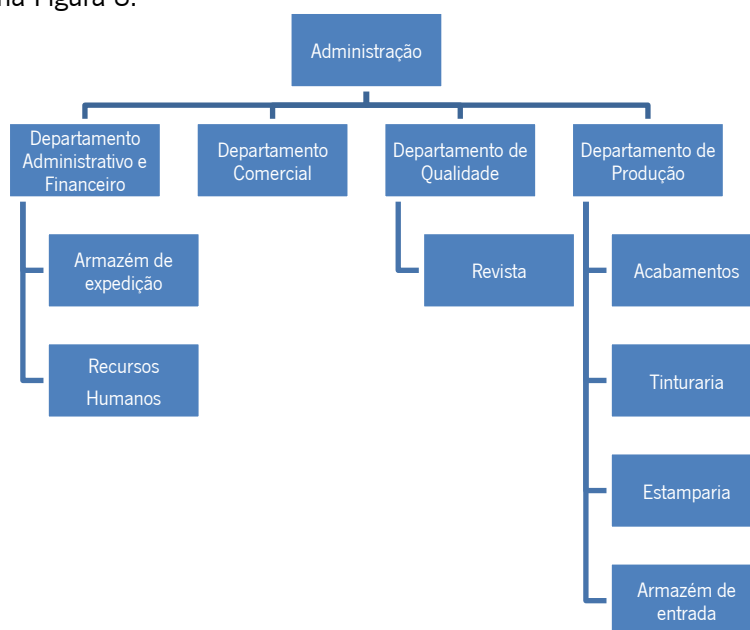 na Figura 8.
Administração
Departamento
Administrativo e
Financeiro
Departamento
Comercial
Departamento de
Qualidade
Departamento de
Produção
Armazém de
expedição
Recursos
Humanos
Revista
Acabamentos
Tinturaria
Estamparia
Armazém de
entrada